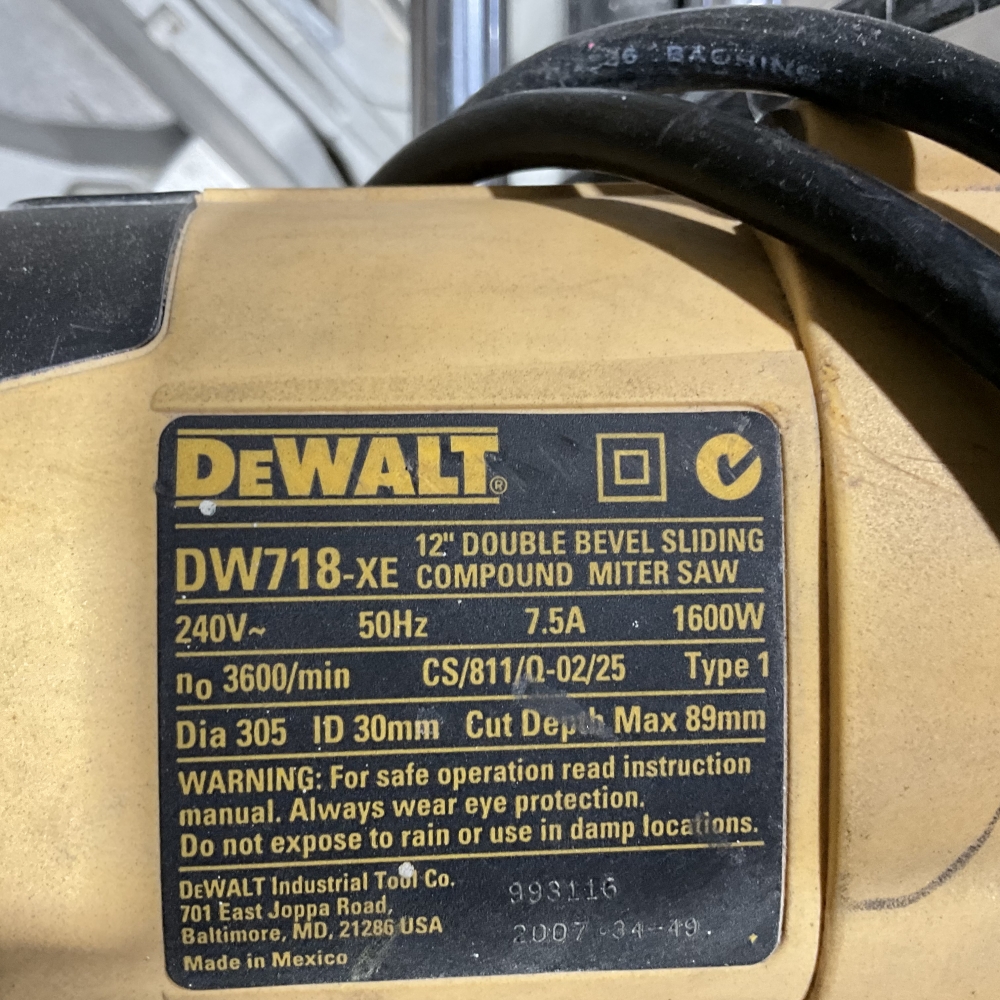 BAOHING
DEWALT®
DW718-XE 12" DOUBLE BEVEL SLIDING
COMPOUND MITER SAW
240V~ 50Hz 7.5A 1600W
no 3600/min CS/811/Q-02/25 Type 1
Dia 305 ID 30mm Cut Depth Max 89mm
WARNING: For safe operation read instruction
manual. Always wear eye protection.
Do not expose to rain or use in damp locations.
DEWALT Industrial Tool Co.
701 East Joppa Road,
Baltimore, MD, 21286 USA
Made in Mexico
993116
2007-34-49